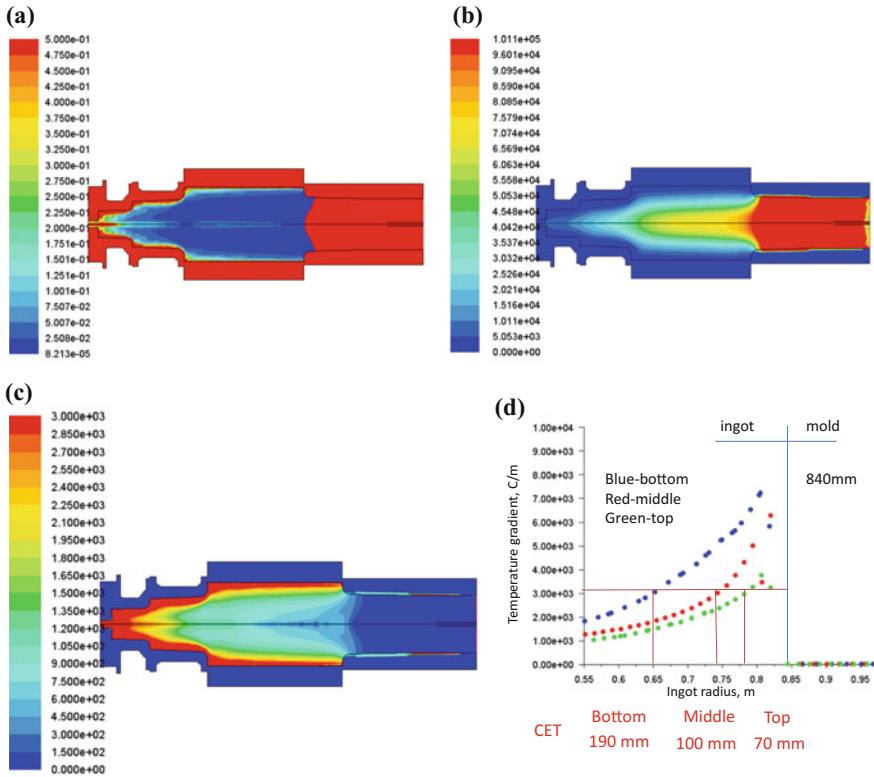 (a)
5.000e-01
4.750e-01
4.500e-01
4.250e-01
4.000e-01
3.750e-01
3.500e-01
3.250e-01
3.000e-01
2.750e-01
2.500e-01
2.250e-01
2.000e-01
1.751e-01
1.501e-01
1.251e-01
1.001e-01
7.507e-02
5.007e-02
2.508e-02
8.213e-05
(b)
1.011e+05
9.601e+04
9.095e+04
8.590e+04
8.085e+04
7.579e+04
7.074e+04
6.569e+04
6.063e+04
5.558e+04
5.053e+04
4.548e+04
4.042e+04
3.537e+04
3.032e+04
2.526e+04
2.021e+04
1.516e+04
1.011e+04
5.053e+03
0.000e+00
(c)
3.000e+03
2.850e+03
2.700e+03
2.550e+03
2.400e+03
2.250e+03
2.100e+03
1.950e+03
1.800e+03
1.650e+03
1.500e+03
1.350e+03
1.200e+03
1.050e+03
9.000e+02
7.500e+02
6.000e+02
4.500e+02
3.000e+02
1.500e+02
0.000e+00
(d)
Temperature gradient, C/m
1.00e+04
9.00e+03
8.00e+03
7.00e+03
6.00e+03
5.00e+03
4.00e+03
3.00e+03
2.00e+03
1.00e+03
0.00e+00
ingot mold
Blue-bottom
Red-middle
Green-top
840mm
0.55 0.6 0.65 0.7 0.75 0.8 0.85 0.9 0.95
Ingot radius, m
CET
Bottom Middle Top
190 mm 100 mm 70 mm